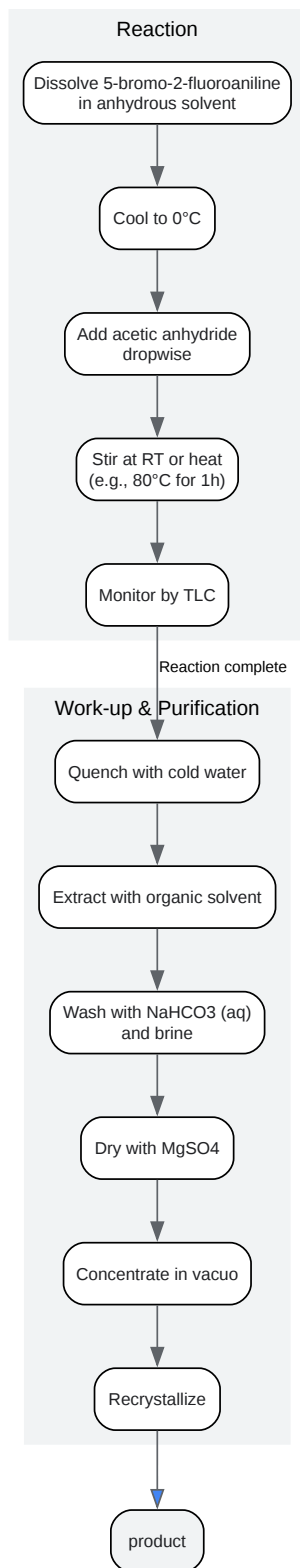 Reaction
Dissolve 5-bromo-2-fluoroaniline
in anhydrous solvent
Cool to 0°C
Add acetic anhydride
dropwise
Stir at RT or heat
(e.g., 80°C for 1h)
Monitor by TLC
Reaction complete
Work-up & Purification
Quench with cold water
Extract with organic solvent
Wash with NaHCO3 (aq)
and brine
Dry with MgSO4
Concentrate in vacuo
Recrystallize
product